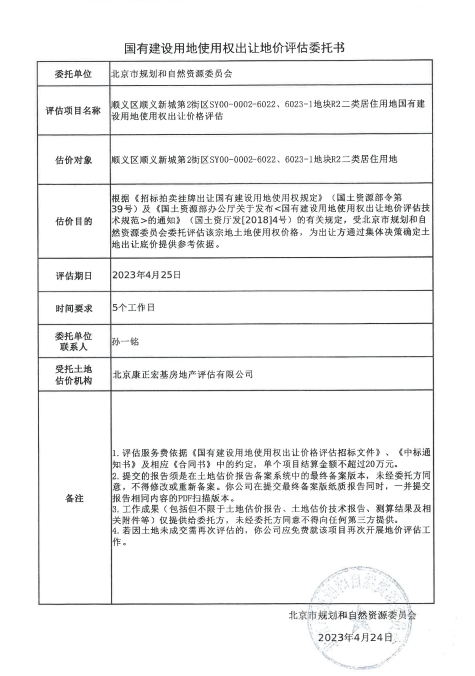 国有建设用地使用权出让地价评估委托书
委托单位
北京市规划和自然资源委员会
评估项目名称
顺义区顺义新城第2街区SY00-0002-6022、6023-1地块R2二类居住用地国有建
设用地使用权出让价格评估
估价对象
顺义区顺义新城第2街区SY00-0002-6022、6023-1地块R2二类居住用地
估价目的
根据《招标拍卖挂牌出让国有建设用地使用权规定》（国土资源部令第
39号）及《国土资源部办公厅关于发布<国有建设用地使用权出让地价评估技
术规范>的通知》（国土资厅发[2018]4号）的有关规定，受北京市规划和自
然资源委员会委托评估该宗地土地使用权价格，为出让方通过集体决策确定土
地出让底价提供参考依据。
评估期日
2023年4月25日
时间要求
5个工作日
委托单位
联系人
孙一铭
受托土地
估价机构
北京康正宏基房地产评估有限公司
备注
1.评估服务费依据《国有建设用地使用权地价评估招标文件》、《中标通
知书》及相应《合同书》中的约定，单个项目结算金额不超过20万元。
2.提交的报告须是在土地估价报告备案系统中的最终备案版本，未经委托方同
意，不得修改或重新备案。你公司在提交最终备案版纸质报告同时，一并提交
报告相同内容的PDF扫描版本。
3.工作成果（包括但不限于土地估价报告、土地估价技术报告、测算结果及相
关附件等）仅提供给委托方，未经委托方同意不得向任何第三方提供。
4.若因土地未成交需再次评估的，你公司应免费就该项目再次开展地价评估工
作。
北京市规划和自然资源委员会
2023年4月24日